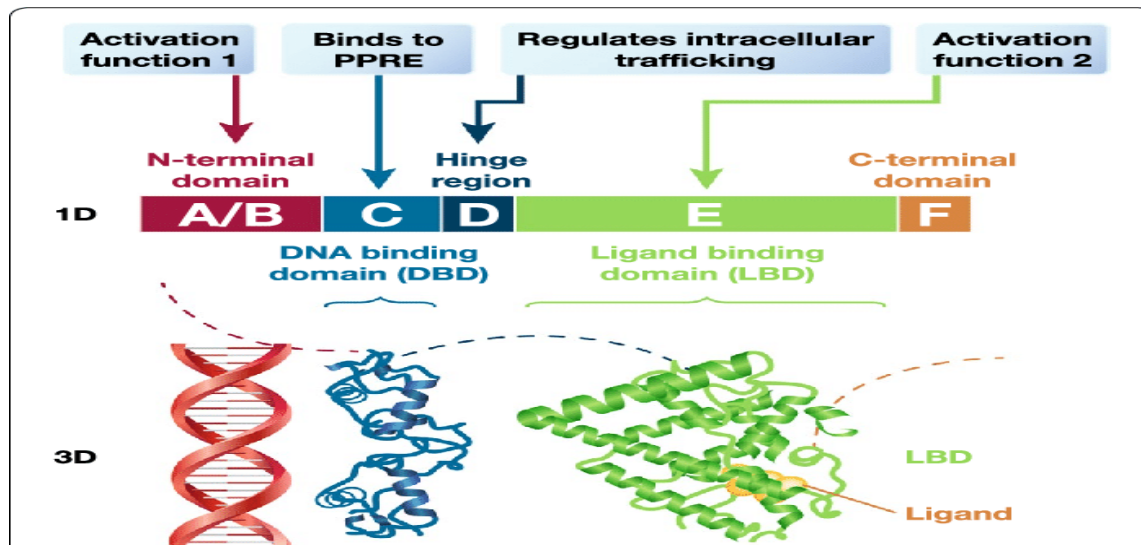 Activation
function 1
Binds to
PPRE
Regulates intracellular
trafficking
Activation
function 2
N-terminal
domain
Hinge
region
C-terminal
domain
1D
A/B
C
D
E
F
DNA binding
domain (DBD)
Ligand binding
domain (LBD)
3D
LBD
Ligand